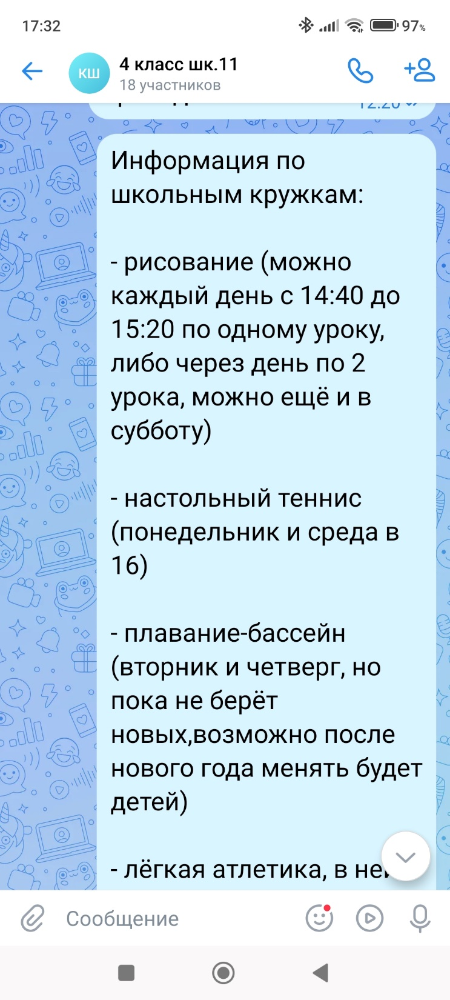 17:32
97%
КШ
4 класс шк.11
18 участников
12:20
Информация по
школьным кружкам:
- рисование (можно
каждый день с 14:40 до
15:20 по одному уроку,
либо через день по 2
урока, можно ещё и в
субботу)
- настольный теннис
(понедельник и среда в
16)
- плавание-бассейн
(вторник и четверг, но
пока не берёт
новых,возможно после
нового года менять будет
детей)
- лёгкая атлетика, в
Сообщение